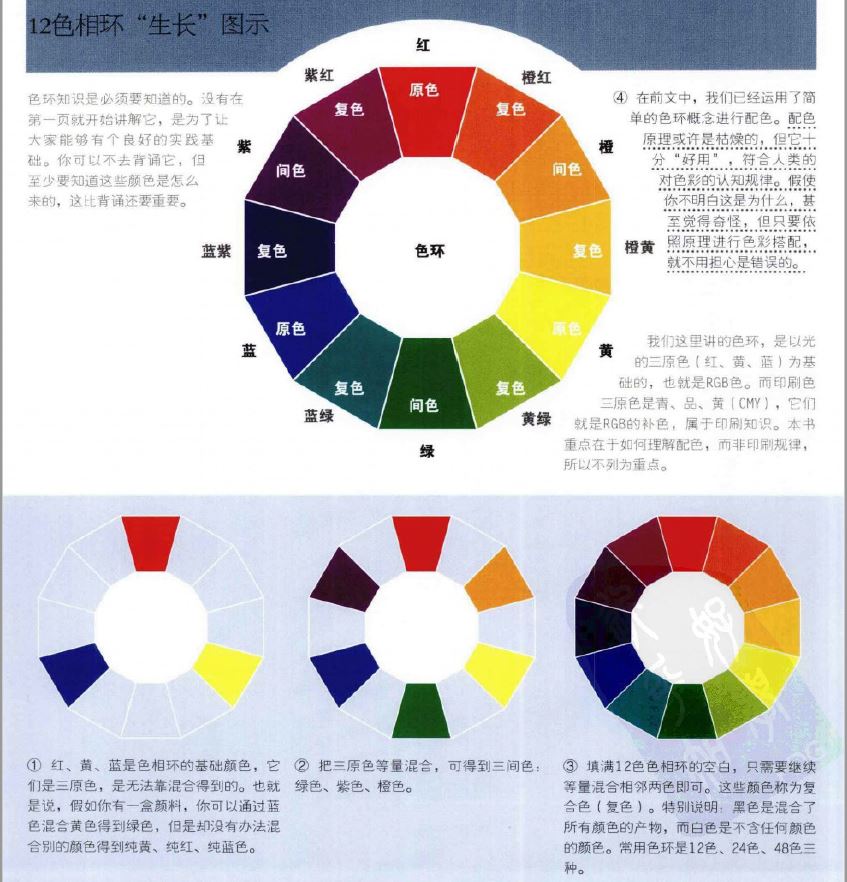 12色相环“生长”图示
色环知识是必须要知道的。没有在
第一页就开始讲解它，是为了让
大家能够有个良好的实践基
础。你可以不去背诵它，但
至少要知道这些颜色是怎么
来的，这比背诵还要重要。
红
紫红
橙红
原色
复色
复色
紫
橙
间色
间色
蓝紫
复色
色环
复色
橙黄
原色
原色
蓝
黄
复色
间色
复色
蓝绿
黄绿
绿
④ 在前文中，我们已经运用了简
单的色环概念进行配色。配色
原理或许是枯燥的，但它十
分“好用”，符合人类的
对色彩的认知规律。假使
你不明白这是为什么，甚
至觉得奇怪，但只要依
照原理进行色彩搭配，
就不用担心是错误的。
我们这里讲的色环，是以光
的三原色（红、黄、蓝）为基
础的，也就是RGB色。而印刷色
三原色是青、品、黄（CMY），它们
就是RGB的补色，属于印刷知识。本书
重点在于如何理解配色，而非印刷规律，
所以不列为重点。
① 红、黄、蓝是色相环的基础颜色，它
们是三原色，是无法靠混合得到的。也就
是说，假如你有一盒颜料，你可以通过蓝
色混合黄色得到绿色，但是却没有办法混
合别的颜色得到纯黄、纯红、纯蓝色。
② 把三原色等量混合，可得到三间色：
绿色、紫色、橙色。
③ 填满12色色相环的空白，只需要继续
等量混合相邻两色即可。这些颜色称为复
合色（复色）。特别说明：黑色是混合了
所有颜色的产物，而白色是不含任何颜色
的颜色。常用色环是12色、24色、48色三
种。